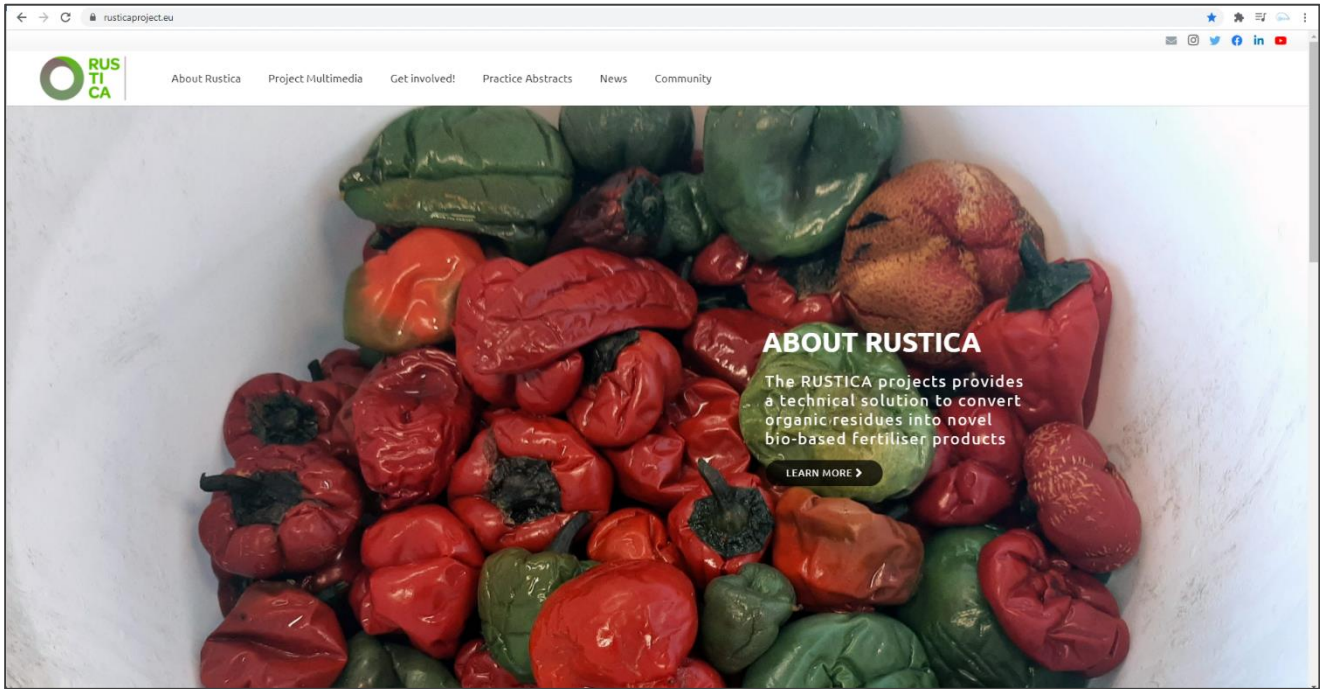 rusticaproject.eu
RUS
TI
CA
About Rustica Project Multimedia Get involved! Practice Abstracts News Community
ABOUT RUSTICA
The RUSTICA projects provides
a technical solution to convert
organic residues into novel
bio-based fertiliser products
LEARN MORE